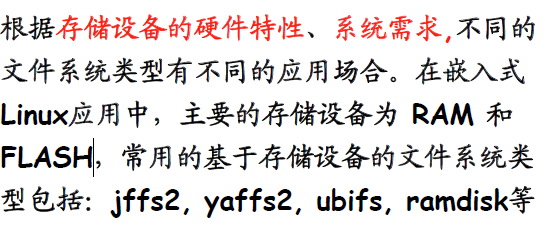 根据存储设备的硬件特性、系统需求,不同的
文件系统类型有不同的应用场合。在嵌入式
Linux应用中，主要的存储设备为 RAM 和
FLASH，常用的基于存储设备的文件系统类
型包括：jffs2, yaffs2, ubifs, ramdisk等